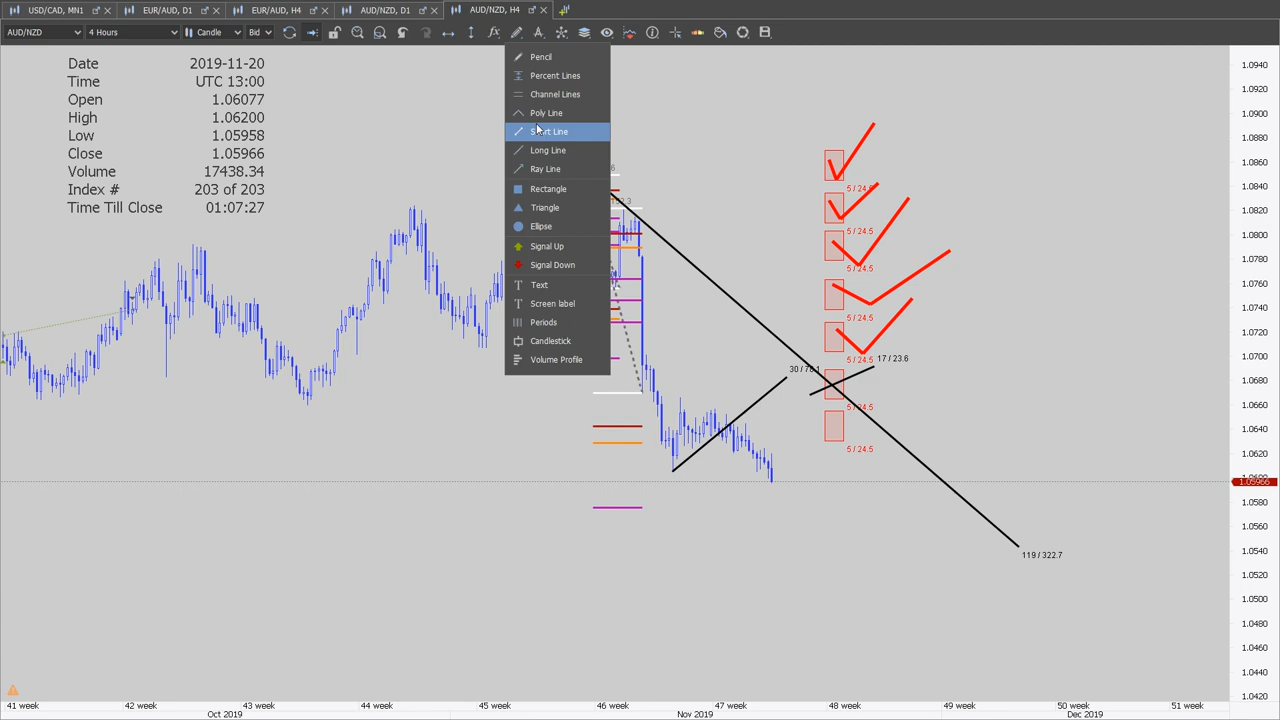 USD/CAD, MN1
EUR/AUD, D1
EUR/AUD, H4
AUD/NZD, D1
AUD/NZD, H4
AUD/NZD
4 Hours
Candle
Bid
Date 2019-11-20
Time UTC 13:00
Open 1.06077
High 1.06200
Low 1.05958
Close 1.05966
Volume 17438.34
Index # 203 of 203
Time Till Close 01:07:27
Pencil
Percent Lines
Channel Lines
Poly Line
Short Line
Long Line
Ray Line
Rectangle
Triangle
Ellipse
Signal Up
Signal Down
Text
Screen label
Periods
Candlestick
Volume Profile
5 / 24.5
5 / 24.5
5 / 24.5
5 / 24.5
5 / 24.5
17 / 23.6
5 / 24.5
5 / 24.5
119 / 322.7
1.0940
1.0920
1.0900
1.0880
1.0860
1.0840
1.0820
1.0800
1.0780
1.0760
1.0740
1.0720
1.0700
1.0680
1.0660
1.0640
1.0620
1.05966
1.0580
1.0560
1.0540
1.0520
1.0500
1.0480
1.0460
1.0440
1.0420
41 week
42 week
43 week
44 week
45 week
46 week
47 week
48 week
49 week
50 week
51 week
Oct 2019
Nov 2019
Dec 2019